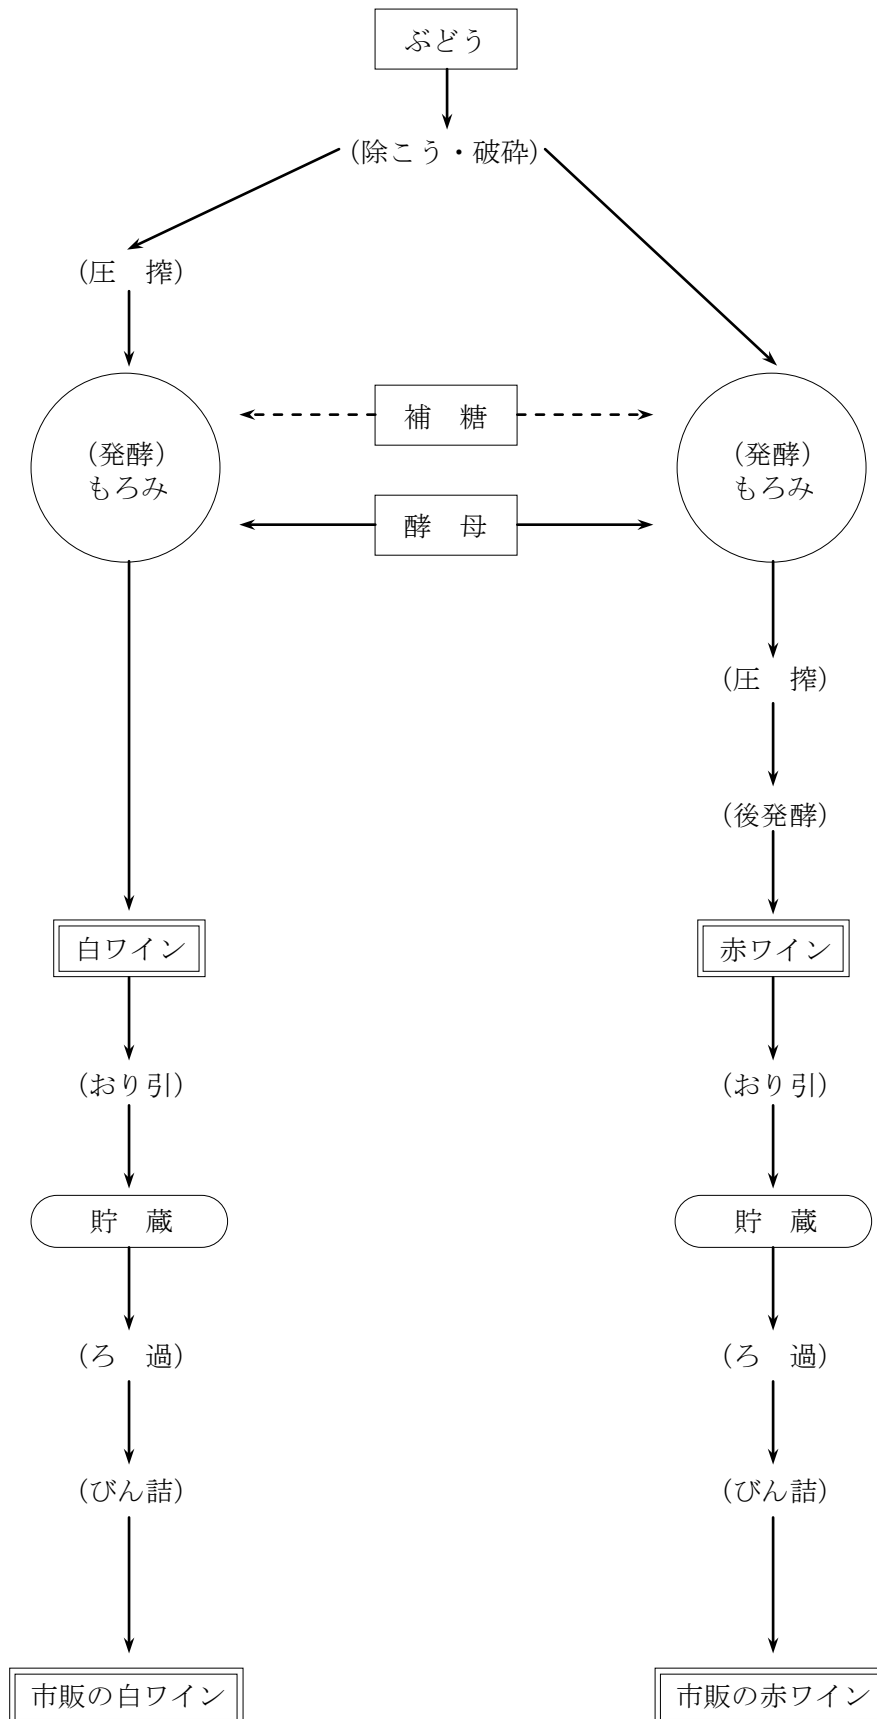 ぶどう
(除こう・破砕)
(圧　搾)
(発酵)
もろみ
補　糖
酵　母
(発酵)
もろみ
(圧　搾)
(後発酵)
白ワイン
赤ワイン
(おり引)
(おり引)
貯　蔵
貯　蔵
(ろ　過)
(ろ　過)
(びん詰)
(びん詰)
市販の白ワイン
市販の赤ワイン